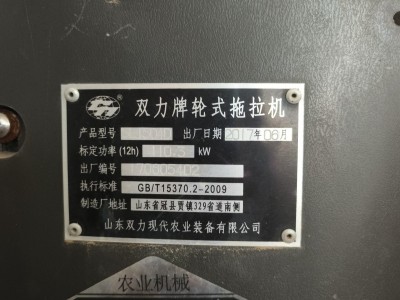 双力牌轮式拖拉机
产品型号 出厂日期 2017年06月
标定功率(12h) 110.3 kW
出厂编号
执行标准 GB/T15370.2-2009
制造厂地址 山东省冠县贾镇329省道南侧
山东双力现代农业装备有限公司
农业机械